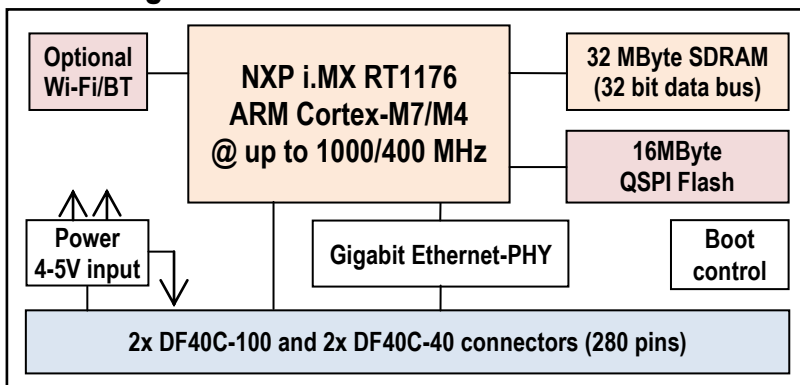 Optional
Wi-Fi/BT
NXP i.MX RT1176
ARM Cortex-M7/M4
@ up to 1000/400 MHz
32 MByte SDRAM
(32 bit data bus)
16MByte
QSPI Flash
Power
4-5V input
Gigabit Ethernet-PHY
Boot
control
2x DF40C-100 and 2x DF40C-40 connectors (280 pins)